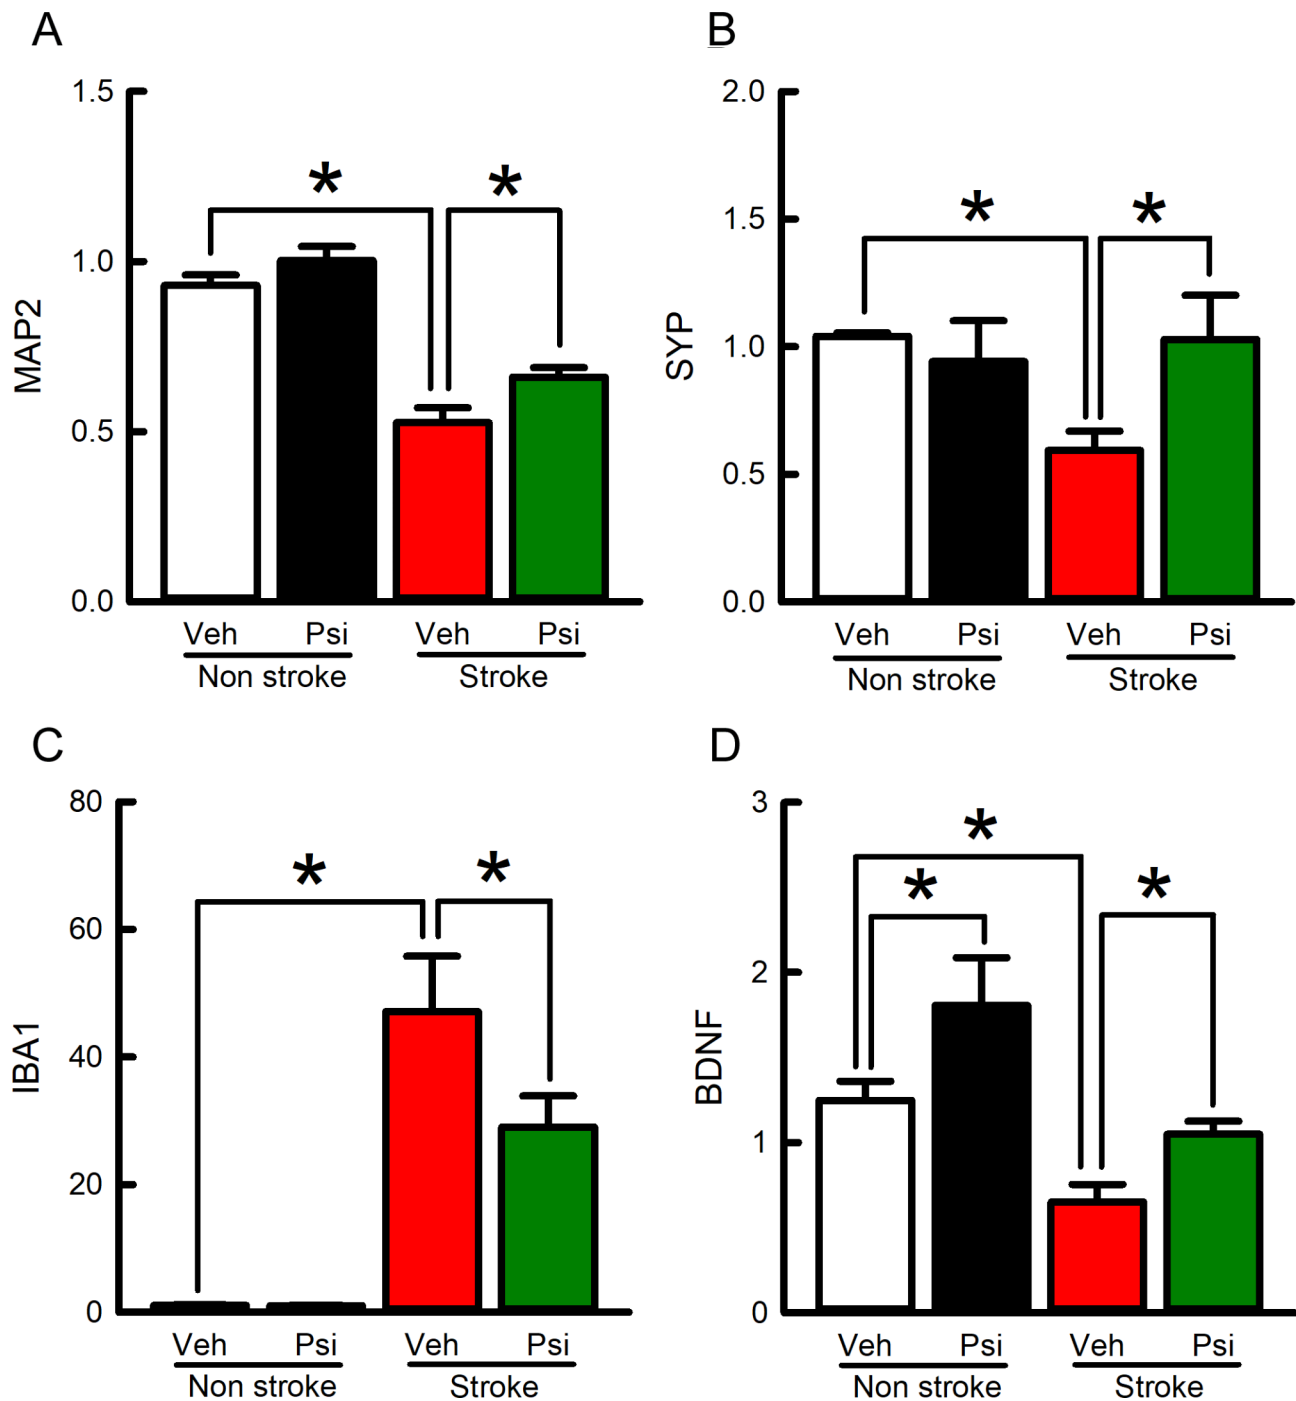 A
MAP2
1.5
1.0
0.5
0.0
*
*
Veh Psi Veh Psi
Non stroke Stroke
B
SYP
2.0
1.5
1.0
0.5
0.0
*
*
Veh Psi Veh Psi
Non stroke Stroke
C
IBA1
80
60
40
20
0
*
*
Veh Psi Veh Psi
Non stroke Stroke
D
BDNF
3
2
1
0
*
*
*
Veh Psi Veh Psi
Non stroke Stroke